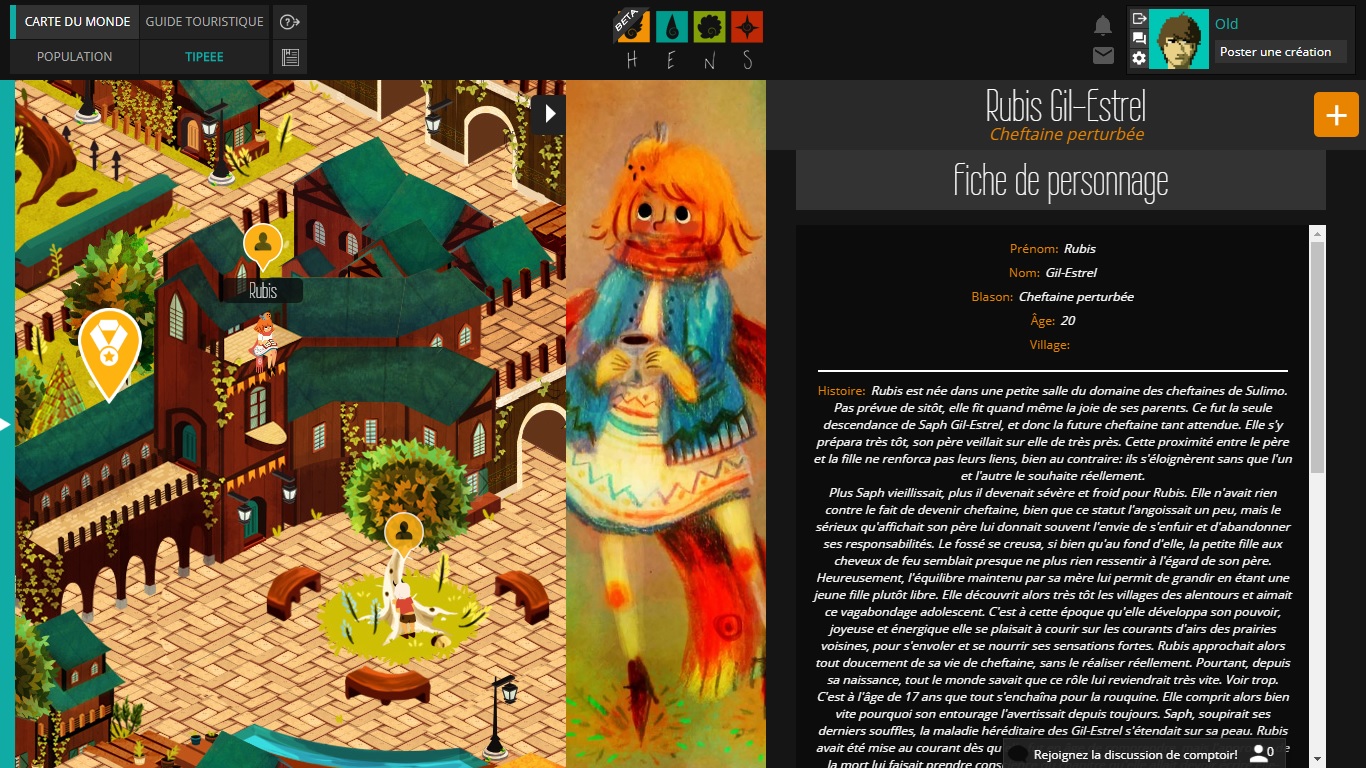 CARTE DU MONDE
GUIDE TOURISTIQUE
POPULATION
TIPEEE
BETA
H E N S
Old
Poster une création
Rubis
Rubis Gil-Estrel
Cheftaine perturbée
+
Fiche de personnage
Prénom: Rubis
Nom: Gil-Estrel
Blason: Cheftaine perturbée
Âge: 20
Village:
Histoire: Rubis est née dans une petite salle du domaine des cheftaines de Sulimo.
Pas prévue de sitôt, elle fit quand même la joie de ses parents. Ce fut la seule
descendance de Saph Gil-Estrel, et donc la future cheftaine tant attendue. Elle s'y
prépara très tôt, son père veillait sur elle de très près. Cette proximité entre le père
et la fille ne renforca pas leurs liens, bien au contraire: ils s'éloignèrent sans que l'un
et l'autre le souhaite réellement.
Plus Saph vieillissait, plus il devenait sévère et froid pour Rubis. Elle n'avait rien
contre le fait de devenir cheftaine, bien que ce statut l'angoissait un peu, mais le
sérieux qu'affichait son père lui donnait souvent l'envie de s'enfuir et d'abandonner
ses responsabilités. Le fossé se creusa, si bien qu'au fond d'elle, la petite fille aux
cheveux de feu semblait presque ne plus rien ressentir à l'égard de son père.
Heureusement, l'équilibre maintenu par sa mère lui permit de grandir en étant une
jeune fille plutôt libre. Elle découvrit alors très tôt les villages des alentours et aimait
ce vagabondage adolescent. C'est à cette époque qu'elle développa son pouvoir,
joyeuse et énergique elle se plaisait à courir sur les courants d'airs des prairies
voisines, pour s'envoler et se nourrir ses sensations fortes. Rubis approchait alors
tout doucement de sa vie de cheftaine, sans le réaliser réellement. Pourtant, depuis
sa naissance, tout le monde savait que ce rôle lui reviendrait très vite. Voir trop.
C'est à l'âge de 17 ans que tout s'enchaîna pour la rouquine. Elle comprit alors bien
vite pourquoi son entourage l'avertissait depuis toujours. Saph, soupirait ses
derniers souffles, la maladie héréditaire des Gil-Estrel s'étendait sur sa peau. Rubis
avait été mise au courant dès
la mort lui faisait prendre
Rejoignez la discussion de comptoir! 0